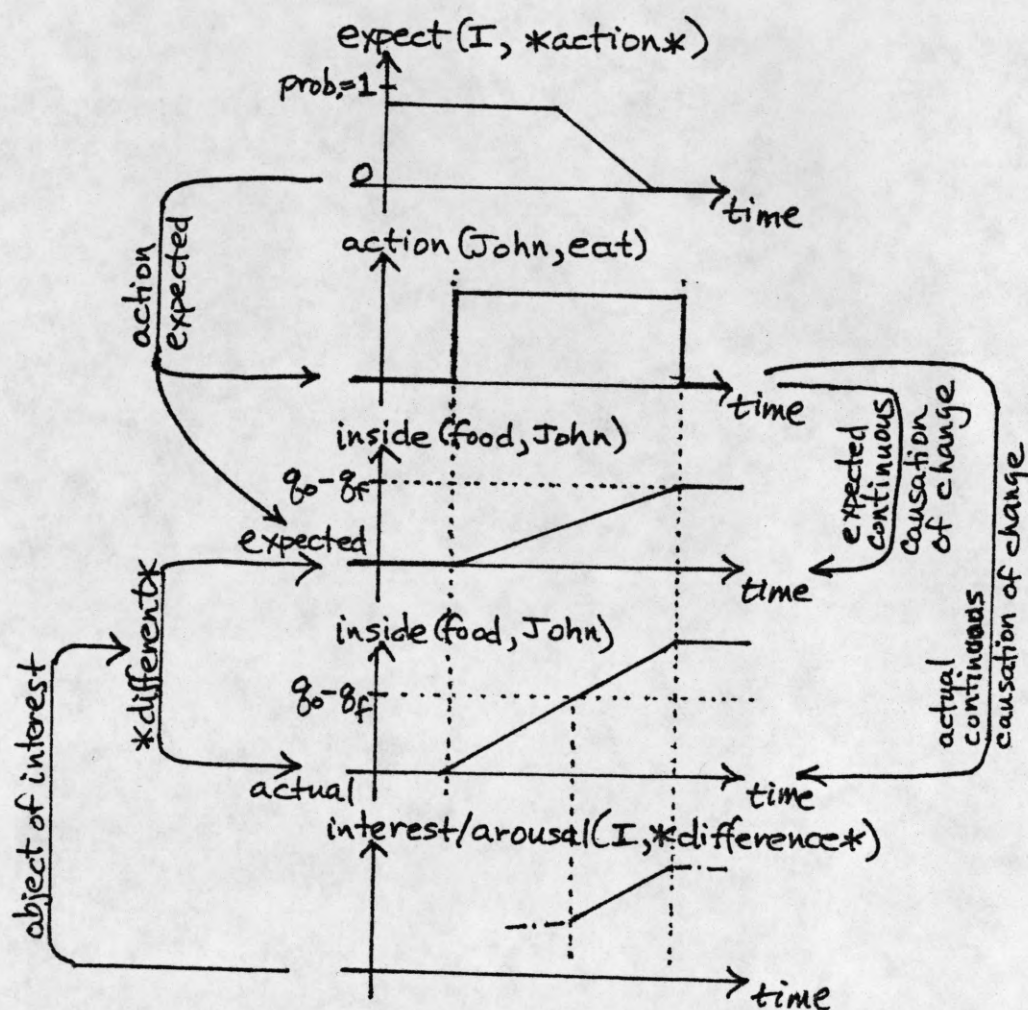 expect (I, *action*)
prob.=1
0
time
action
expected
action (John, eat)
time
inside (food, John)
q₀-q_f
expected
time
expected
continuous
causation
of change
*different*
inside (food, John)
q₀-q_f
actual
time
actual
continuous
causation of change
object of interest
interest/arousal (I, *difference*)
time